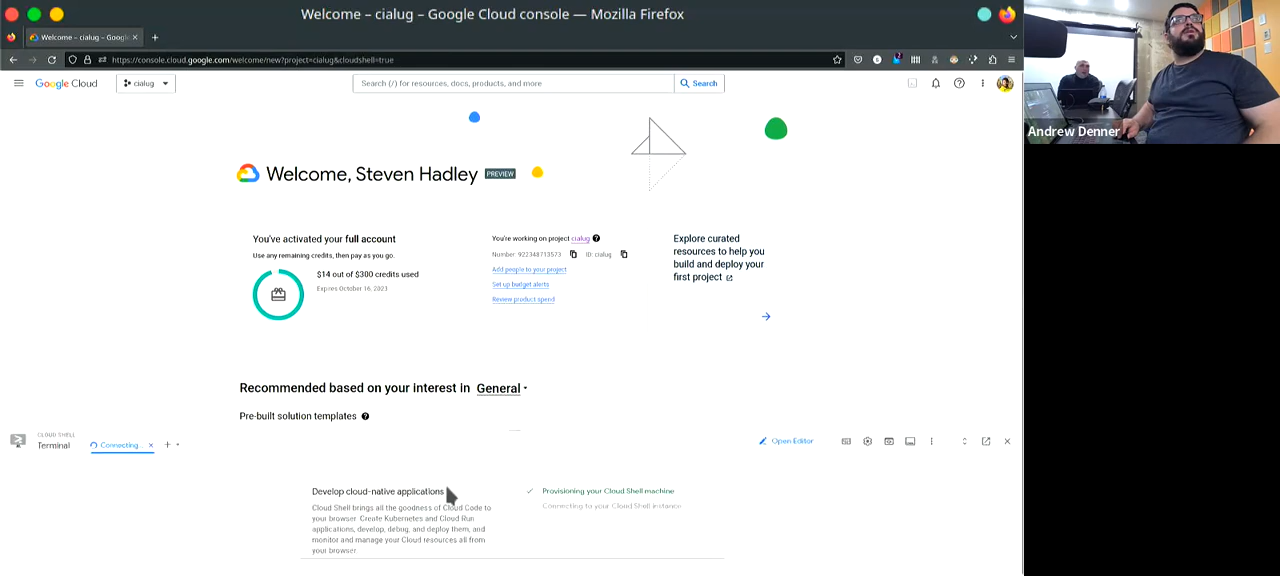 Welcome – cialug – Google Cloud console — Mozilla Firefox
Welcome – cialug – Googl
https://console.cloud.google.com/welcome/new?project=cialug&cloudshell=true
Google Cloud
cialug
Search (/) for resources, docs, products, and more
Search
Andrew Denner
Welcome, Steven Hadley
PREVIEW
You've activated your full account
Use any remaining credits, then pay as you go.
$14 out of $300 credits used
Expires October 16, 2023
You're working on project cialug
Number: 922348713573
ID: cialug
Add people to your project
Set up budget alerts
Review product spend
Explore curated
resources to help you
build and deploy your
first project
Recommended based on your interest in General
Pre-built solution templates
CLOUD SHELL
Terminal
Connecting...
Open Editor
Develop cloud-native applications
Cloud Shell brings all the goodness of Cloud Code to
your browser. Create Kubernetes and Cloud Run
applications, develop, debug, and deploy them, and
monitor and manage your Cloud resources all from
your browser.
Provisioning your Cloud Shell machine
Connecting to your Cloud Shell instance